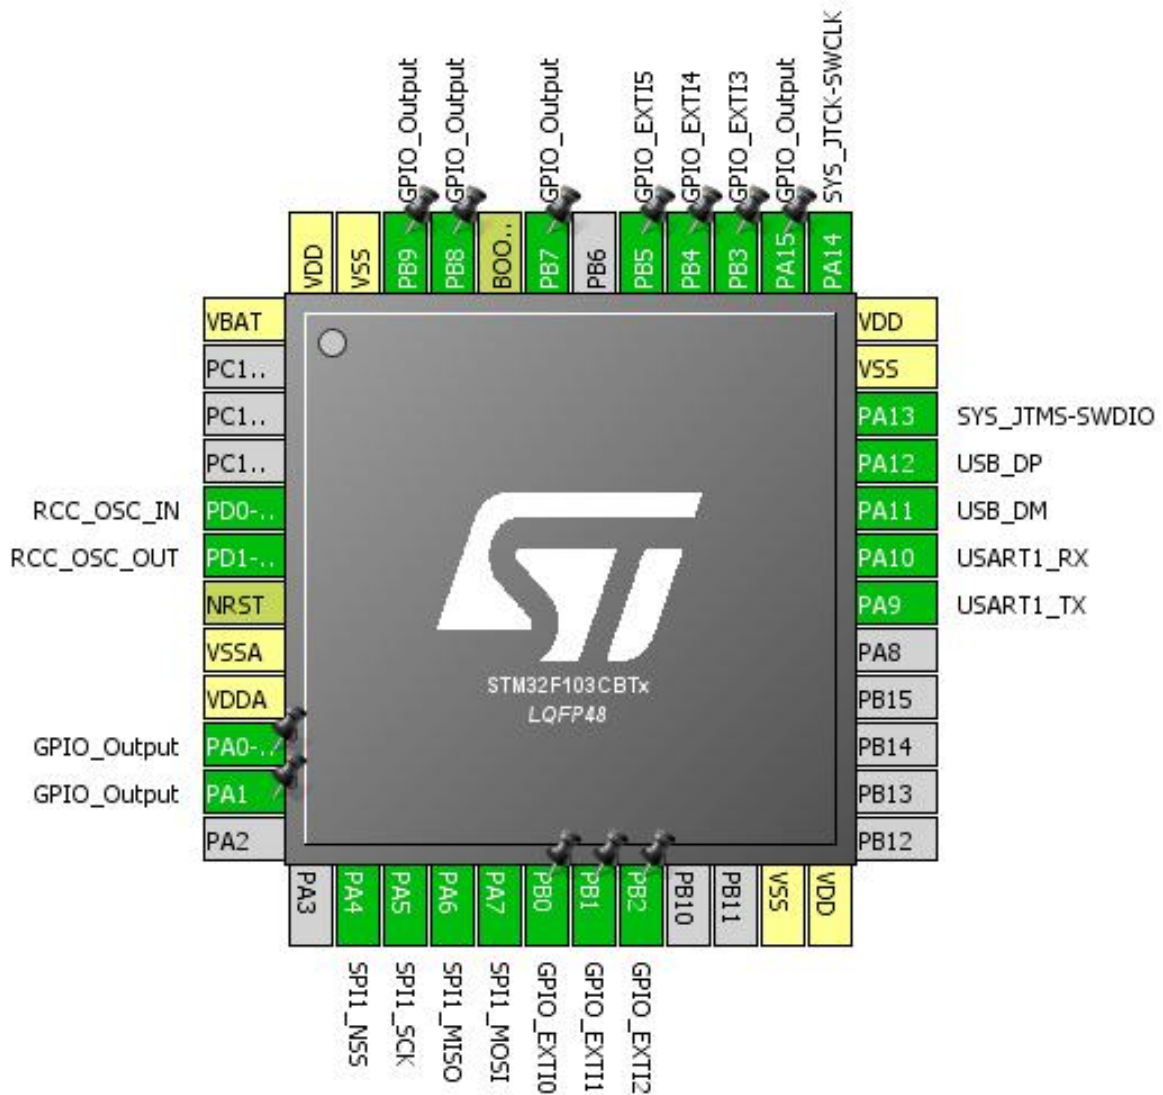 GPIO_Output
GPIO_Output
GPIO_Output
GPIO_EXTI5
GPIO_EXTI4
GPIO_EXTI3
GPIO_Output
SYS_JTCK-SWCLK
VDD
VSS
PB9
PB8
BOO..
PB7
PB6
PB5
PB4
PB3
PA15
PA14
VBAT
PC1..
PC1..
PC1..
RCC_OSC_IN PD0-..
RCC_OSC_OUT PD1-..
NRST
VSSA
VDDA
GPIO_Output PA0-..
GPIO_Output PA1
PA2
ST
STM32F103CBTx
LQFP48
VDD
VSS
PA13 SYS_JTMS-SWDIO
PA12 USB_DP
PA11 USB_DM
PA10 USART1_RX
PA9 USART1_TX
PA8
PB15
PB14
PB13
PB12
PA3
PA4
PA5
PA6
PA7
PB0
PB1
PB2
PB10
PB11
VSS
VDD
SPI1_NSS
SPI1_SCK
SPI1_MISO
SPI1_MOSI
GPIO_EXTI0
GPIO_EXTI1
GPIO_EXTI2